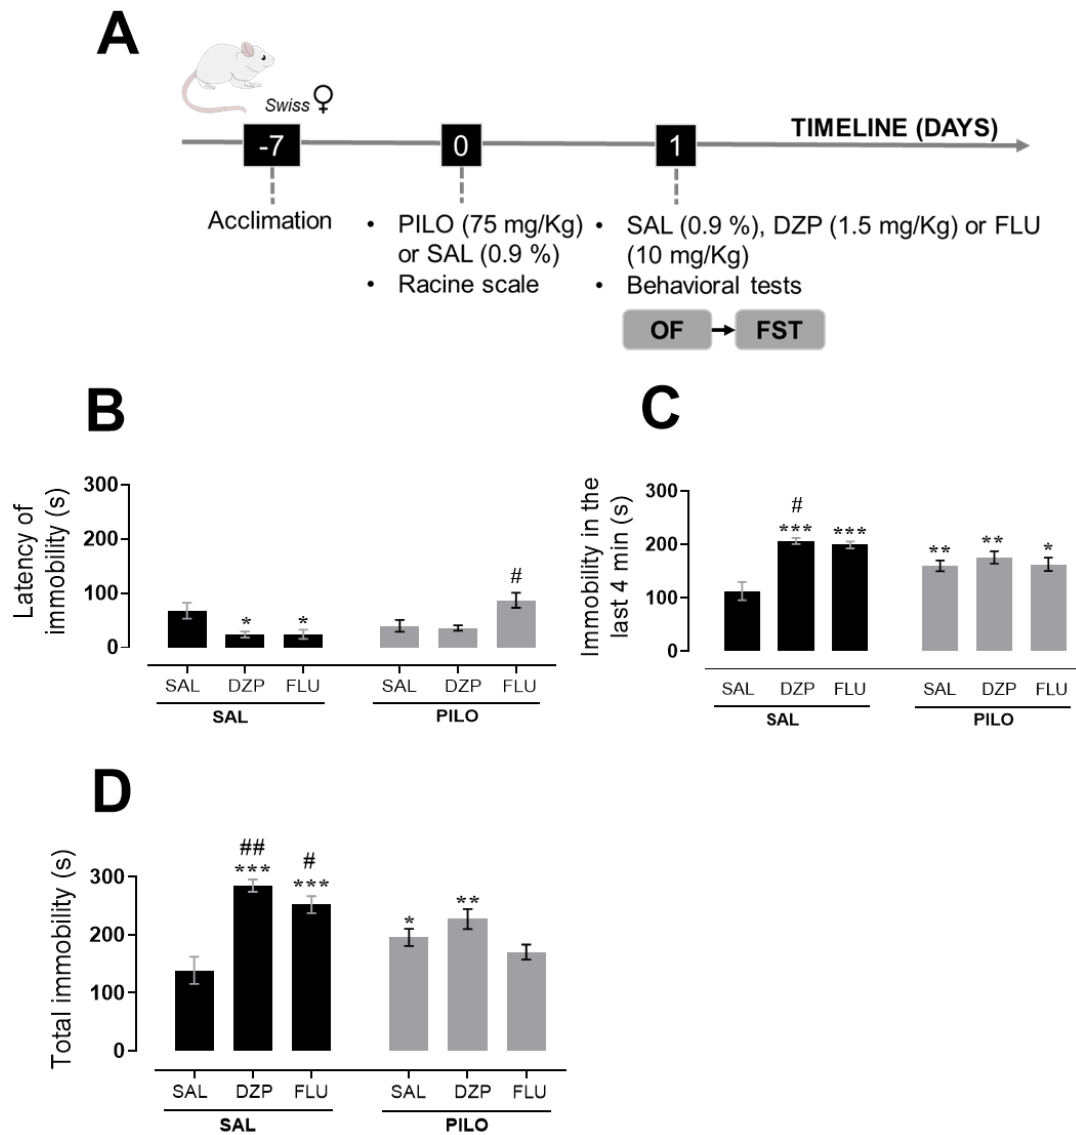 A
Swiss ♀
-7
0
1
TIMELINE (DAYS)
Acclimation
• PILO (75 mg/Kg)
or SAL (0.9 %)
• Racine scale
• SAL (0.9 %), DZP (1.5 mg/Kg) or FLU
(10 mg/Kg)
• Behavioral tests
OF
FST
B
Latency of
immobility (s)
300
200
100
0
*
*
#
SAL
DZP
FLU
SAL
DZP
FLU
SAL
PILO
C
Immobility in the
last 4 min (s)
300
200
100
0
#
***
***
**
**
*
SAL
DZP
FLU
SAL
DZP
FLU
SAL
PILO
D
Total immobility (s)
300
200
100
0
##
***
#
***
*
**
SAL
DZP
FLU
SAL
DZP
FLU
SAL
PILO